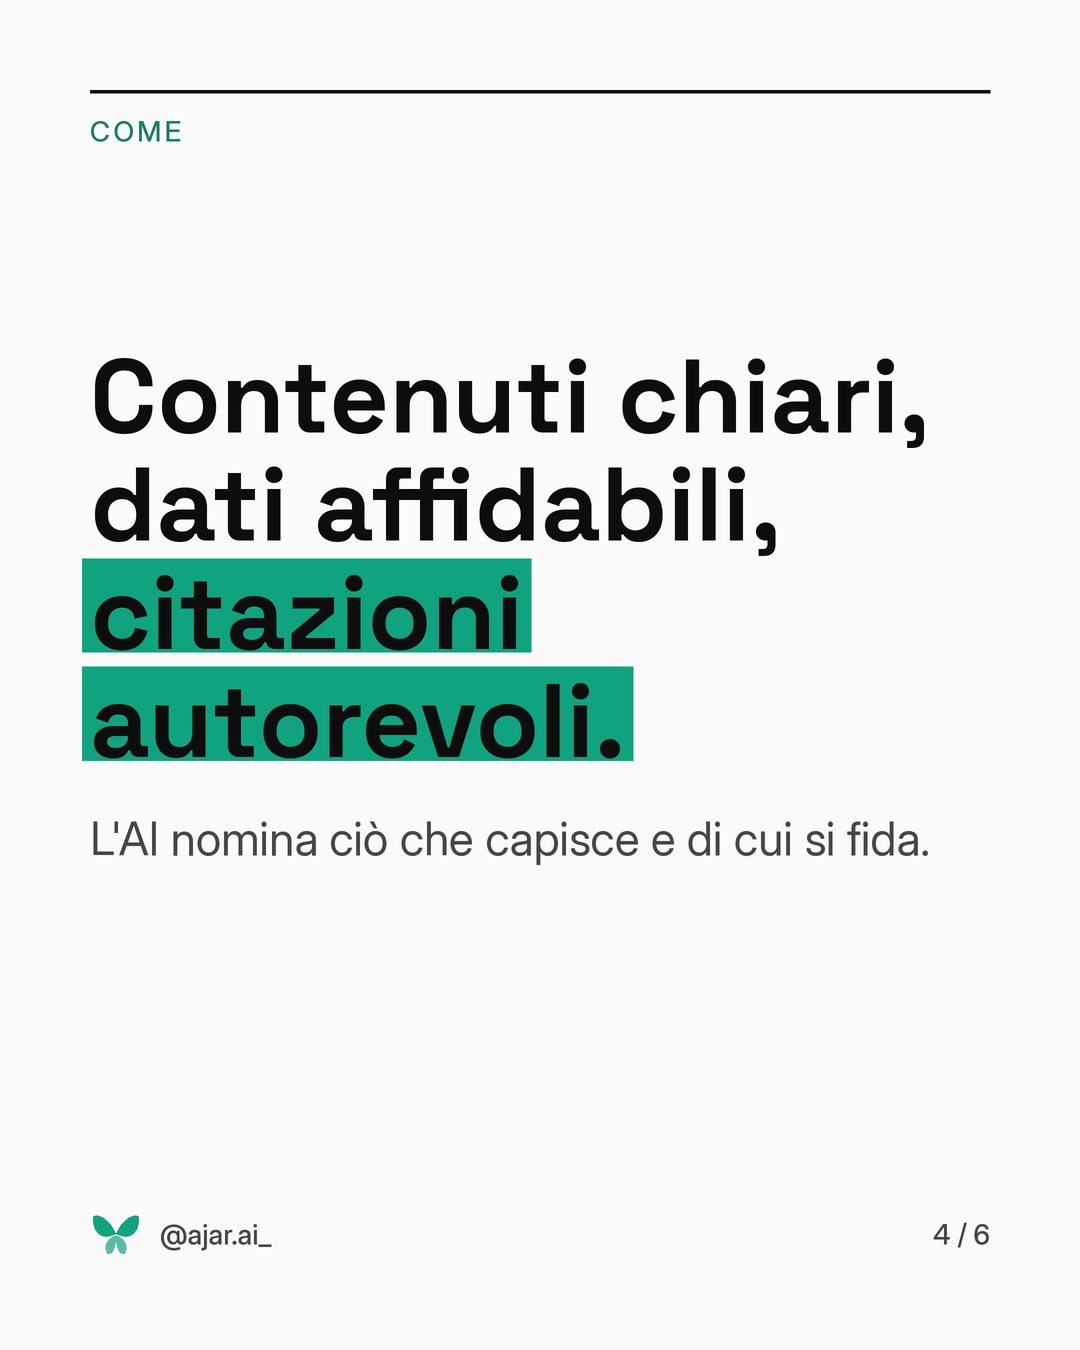 COME
Contenuti chiari,
dati affidabili,
citazioni
autorevoli.
L'AI nomina ciò che capisce e di cui si fida.
@ajar.ai_
4 / 6